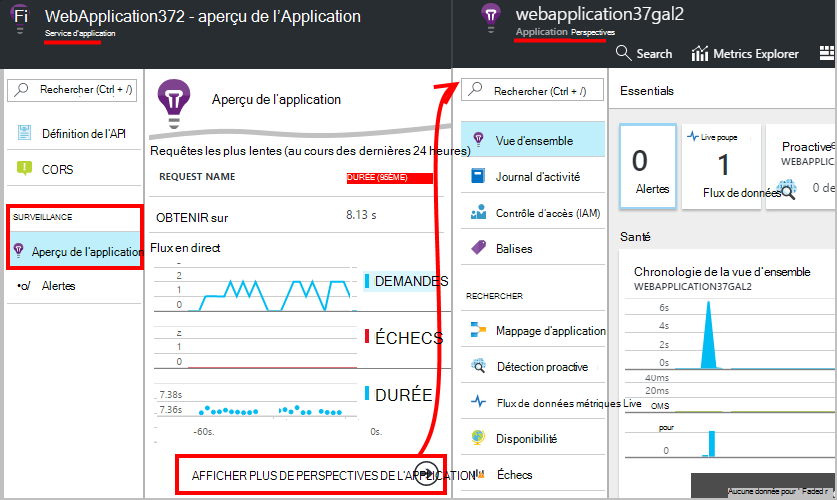 Fi
WebApplication372 - aperçu de l'Application
Service d'application
Rechercher (Ctrl + /)
Définition de l'API
CORS
SURVEILLANCE
Aperçu de l'application
Alertes
Aperçu de l'application
Requêtes les plus lentes (au cours des dernières 24 heures)
REQUEST NAME
DURÉE (95ÈME)
OBTENIR sur
8.13 s
Flux en direct
2
1
0
DEMANDES
2
1
0
ÉCHECS
7.38s
7.36s
DURÉE
-60s.
0s.
AFFICHER PLUS DE PERSPECTIVES DE L'APPLICATION
webapplication37gal2
Application Perspectives
Search
Metrics Explorer
Rechercher (Ctrl + /)
Vue d'ensemble
Journal d'activité
Contrôle d'accès (IAM)
Balises
RECHERCHER
Mappage d'application
Détection proactive
Flux de données métriques Live
Disponibilité
Échecs
Essentials
0
Alertes
Live poupe
1
Flux de données
Proactive
WEBAPPLIC
0 de
Santé
Chronologie de la vue d'ensemble
WEBAPPLICATION37GAL2
6s
4s
2s
0s
40ms
20ms
OMS
pour
0
Aucune donnée pour ' Faded r